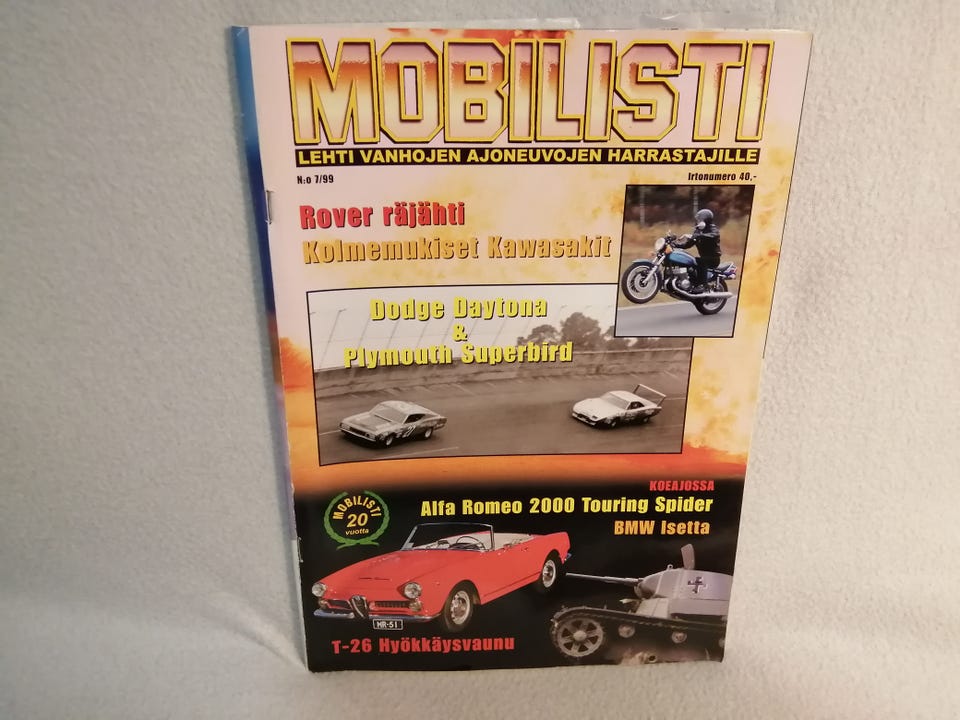 MOBILISTI
LEHTI VANHOJEN AJONEUVOJEN HARRASTAJILLE
N:o 7/99
Irtonumero 40,-
Rover räjähti
Kolmemukiset Kawasakit
Dodge Daytona
&
Plymouth Superbird
KOEAJOSSA
Alfa Romeo 2000 Touring Spider
BMW Isetta
MOBILISTI
20
vuotta
MR-51
T-26 Hyökkäysvaunu